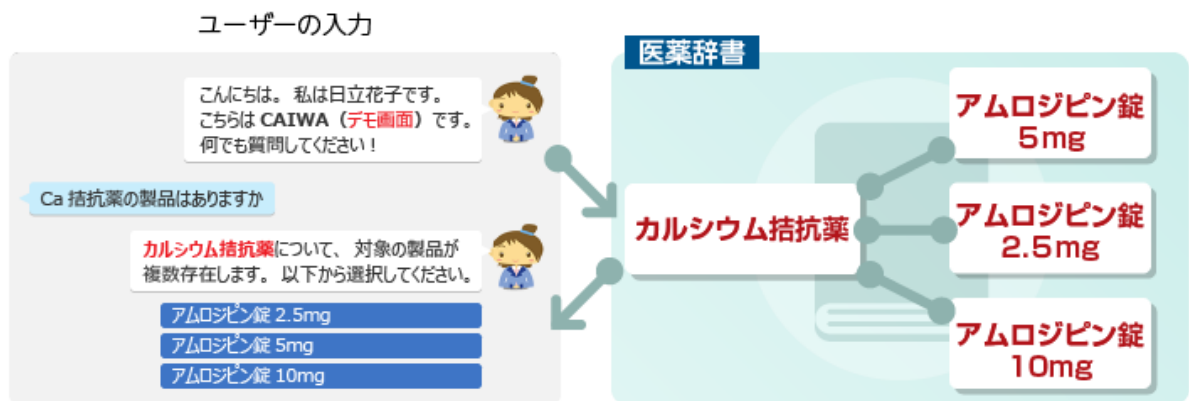 ユーザーの入力
こんにちは。私は日立花子です。
こちらは CAIWA（デモ画面）です。
何でも質問してください！
Ca 拮抗薬の製品はありますか
カルシウム拮抗薬について、対象の製品が
複数存在します。以下から選択してください。
アムロジピン錠 2.5mg
アムロジピン錠 5mg
アムロジピン錠 10mg
医薬辞書
カルシウム拮抗薬
アムロジピン錠
5mg
アムロジピン錠
2.5mg
アムロジピン錠
10mg